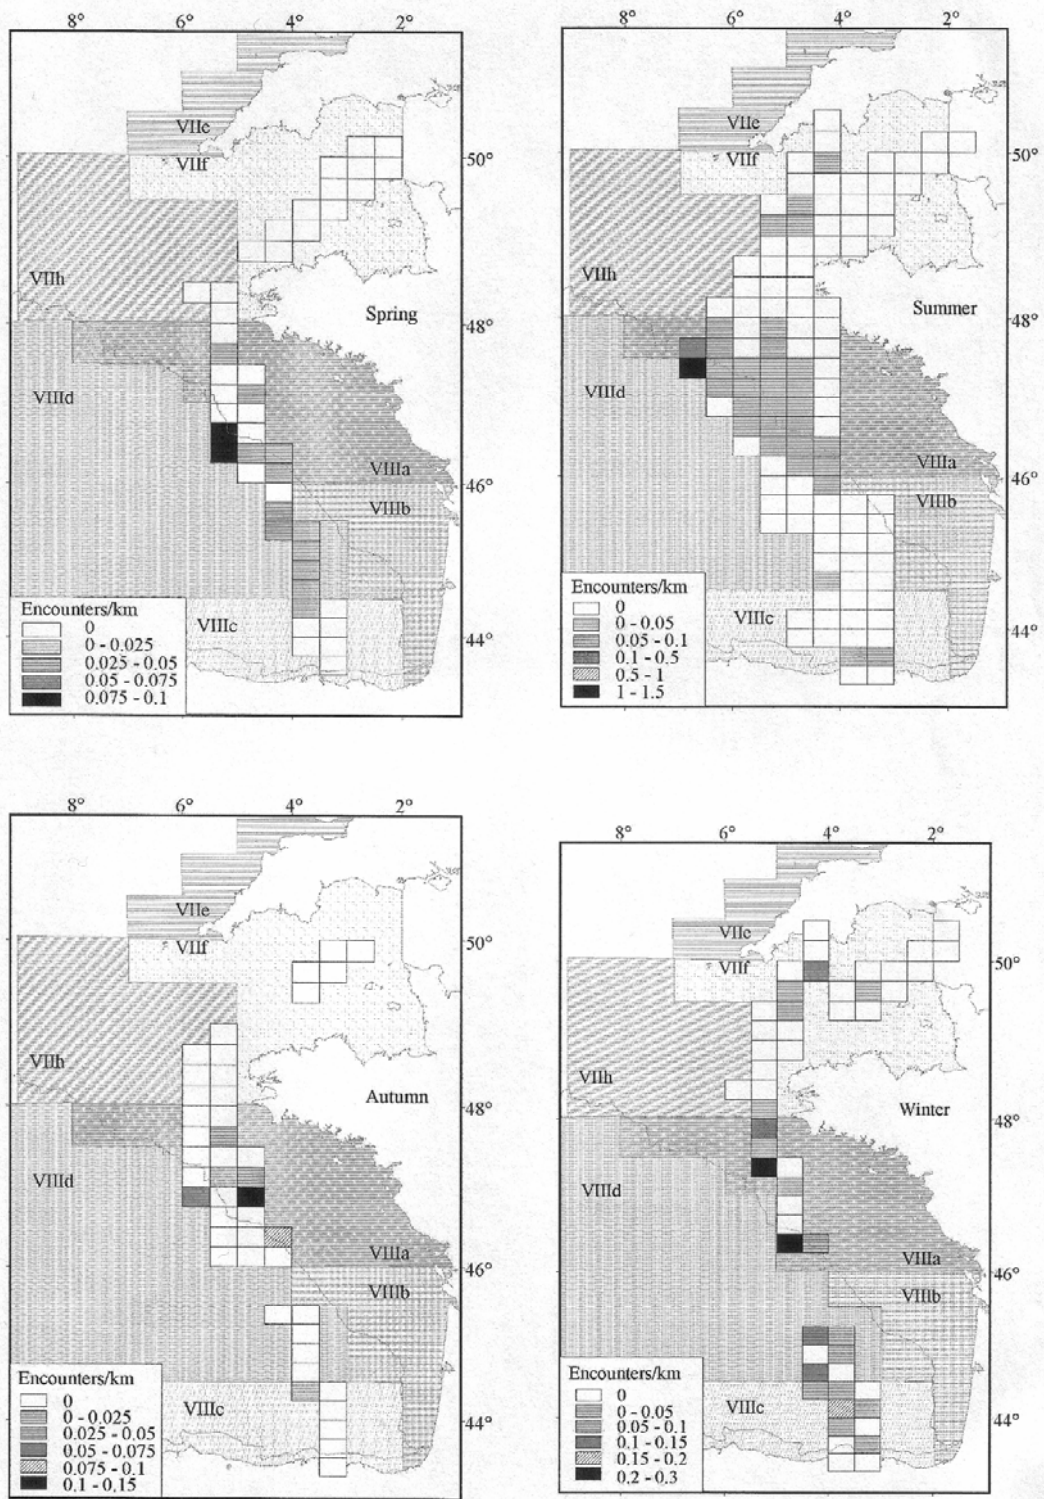 8° 6° 4° 2°
VIIe
VIIf
50°
VIIh
Spring
48°
VIIId
VIIIa
46°
VIIIb
Encounters/km
0
0 - 0.025
0.025 - 0.05
0.05 - 0.075
0.075 - 0.1
VIIIc
44°
8° 6° 4° 2°
VIIe
VIIf
50°
VIIh
Summer
48°
VIIId
VIIIa
46°
VIIIb
Encounters/km
0
0 - 0.05
0.05 - 0.1
0.1 - 0.5
0.5 - 1
1 - 1.5
VIIIc
44°
8° 6° 4° 2°
VIIe
VIIf
50°
VIIh
Autumn
48°
VIIId
VIIIa
46°
VIIIb
Encounters/km
0
0 - 0.025
0.025 - 0.05
0.05 - 0.075
0.075 - 0.1
0.1 - 0.15
VIIIc
44°
8° 6° 4° 2°
VIIe
VIIf
50°
VIIh
Winter
48°
VIIId
VIIIa
46°
VIIIb
Encounters/km
0
0 - 0.05
0.05 - 0.1
0.1 - 0.15
0.15 - 0.2
0.2 - 0.3
VIIIc
44°